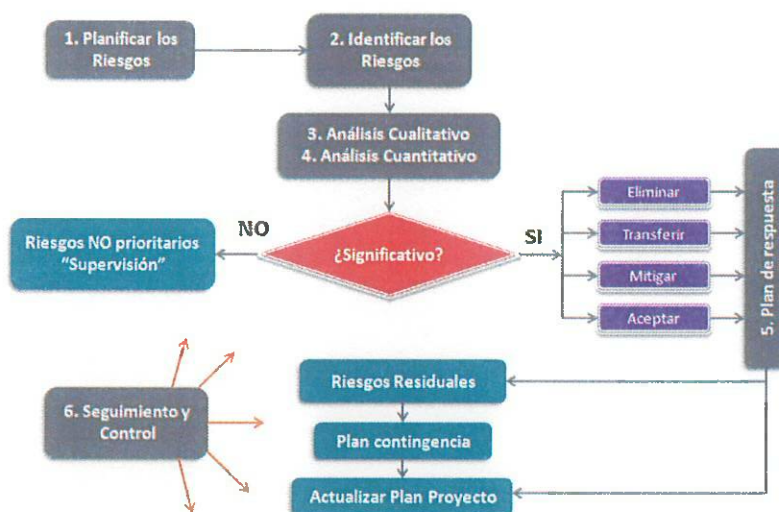 1. Planificar los
Riesgos
2. Identificar los
Riesgos
3. Análisis Cualitativo
4. Análisis Cuantitativo
¿Significativo?
NO
SI
Riesgos NO prioritarios
“Supervisión”
Eliminar
Transferir
Mitigar
Aceptar
5. Plan de respuesta
6. Seguimiento y
Control
Riesgos Residuales
Plan contingencia
Actualizar Plan Proyecto